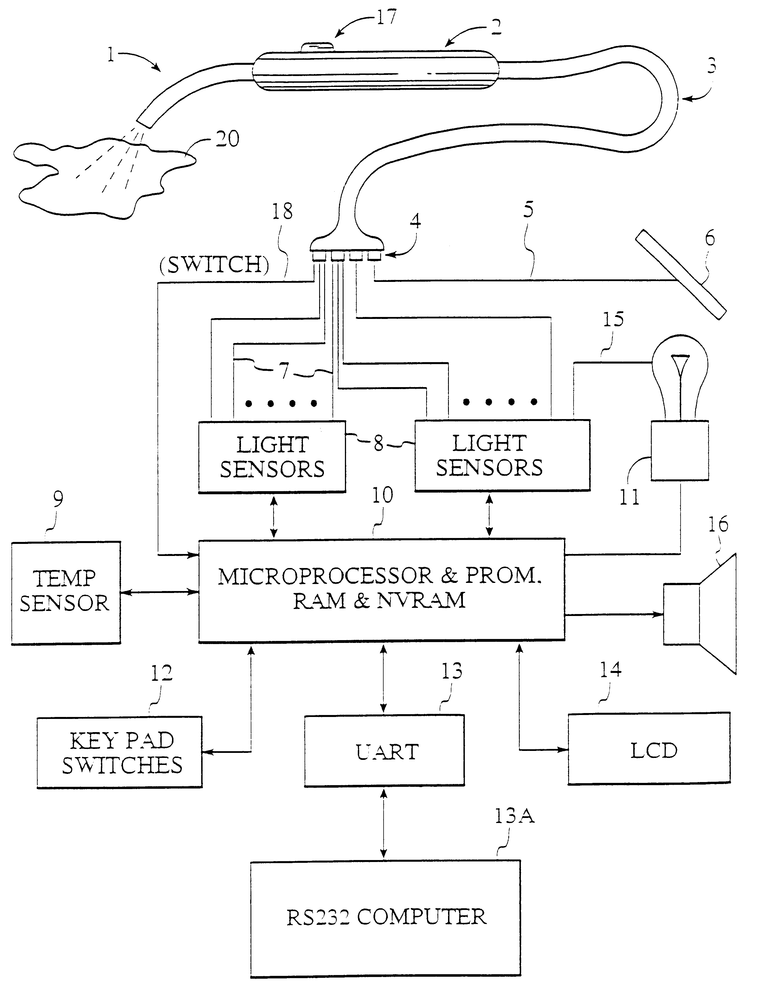 17
2
1
3
20
18
4
5
6
(SWITCH)
15
7
8
LIGHT
SENSORS
LIGHT
SENSORS
11
9
10
16
TEMP
SENSOR
MICROPROCESSOR & PROM,
RAM & NVRAM
12
13
14
KEY PAD
SWITCHES
UART
LCD
13A
RS232 COMPUTER